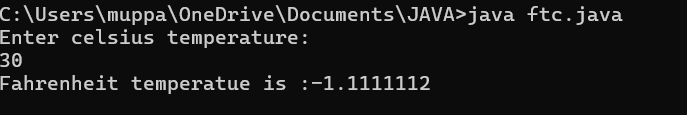 C:\Users\muppa\OneDrive\Documents\JAVA>java ftc.java
Enter celsius temperature:
30
Fahrenheit temperatue is :-1.1111112